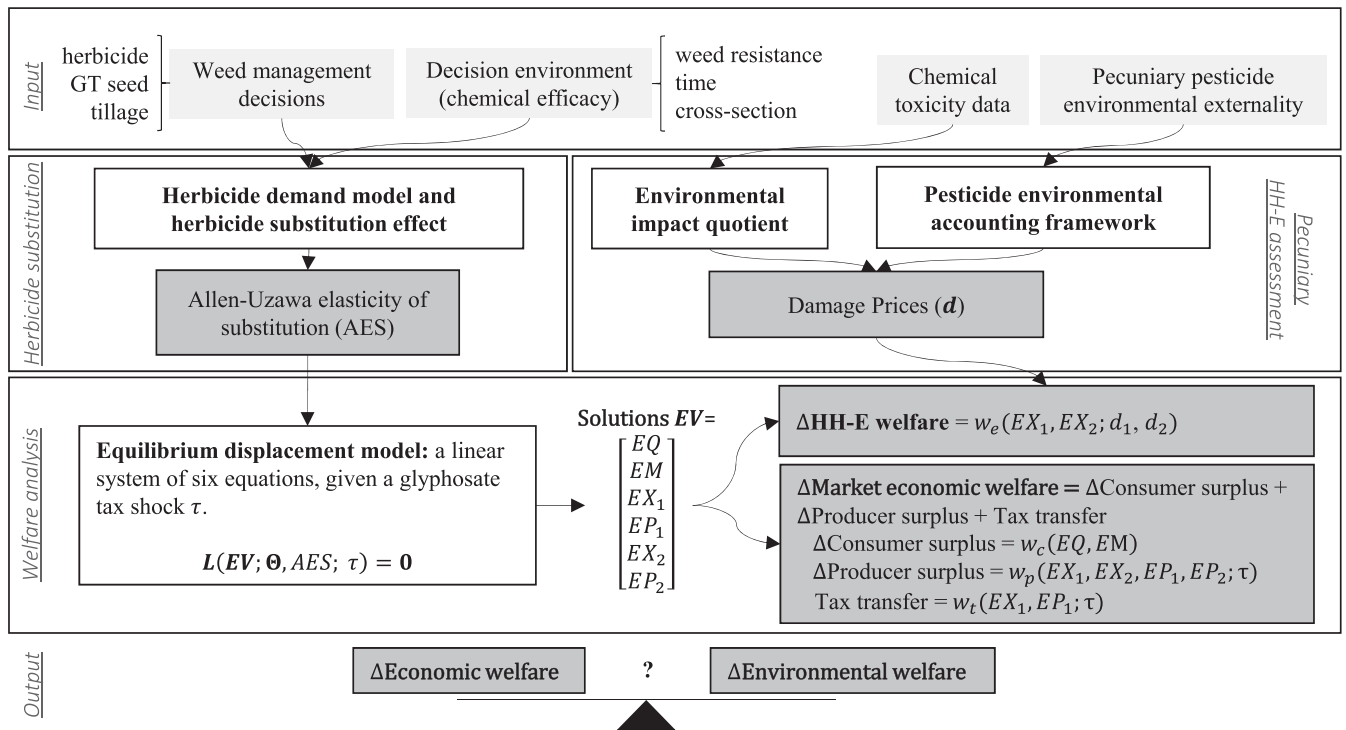 Input
herbicide
GT seed
tillage
Weed management
decisions
Decision environment
(chemical efficacy)
weed resistance
time
cross-section
Chemical
toxicity data
Pecuniary pesticide
environmental externality
Herbicide substitution
Herbicide demand model and
herbicide substitution effect
Allen-Uzawa elasticity of
substitution (AES)
Environmental
impact quotient
Pesticide environmental
accounting framework
Damage Prices (d)
Pecuniary
HH-E assessment
Welfare analysis
Equilibrium displacement model: a linear
system of six equations, given a glyphosate
tax shock τ.
L(EV; Θ, AES; τ) = 0
Solutions EV=
EQ
EM
EX₁
EP₁
EX₂
EP₂
ΔHH-E welfare = wₑ(EX₁, EX₂; d₁, d₂)
ΔMarket economic welfare = ΔConsumer surplus +
ΔProducer surplus + Tax transfer
ΔConsumer surplus = w_c(EQ, EM)
ΔProducer surplus = w_p(EX₁, EX₂, EP₁, EP₂; τ)
Tax transfer = w_t(EX₁, EP₁; τ)
Output
ΔEconomic welfare
?
ΔEnvironmental welfare